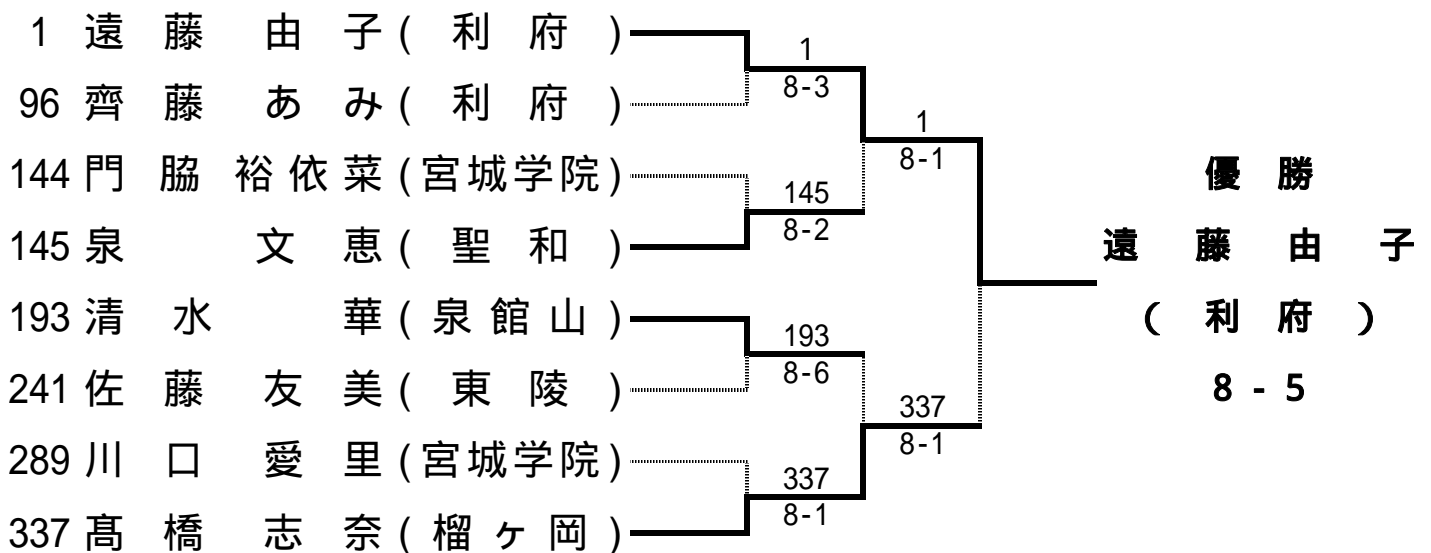 1 遠藤 由子(利府)
96 齊藤 あみ(利府)
144 門脇 裕依菜(宮城学院)
145 泉 文恵(聖和)
193 清水 華(泉館山)
241 佐藤 友美(東陵)
289 川口 愛里(宮城学院)
337 髙橋 志奈(榴ヶ岡)
1
8-3
145
8-2
193
8-6
337
8-1
1
8-1
337
8-1
優勝
遠藤由子
(利府)
8-5